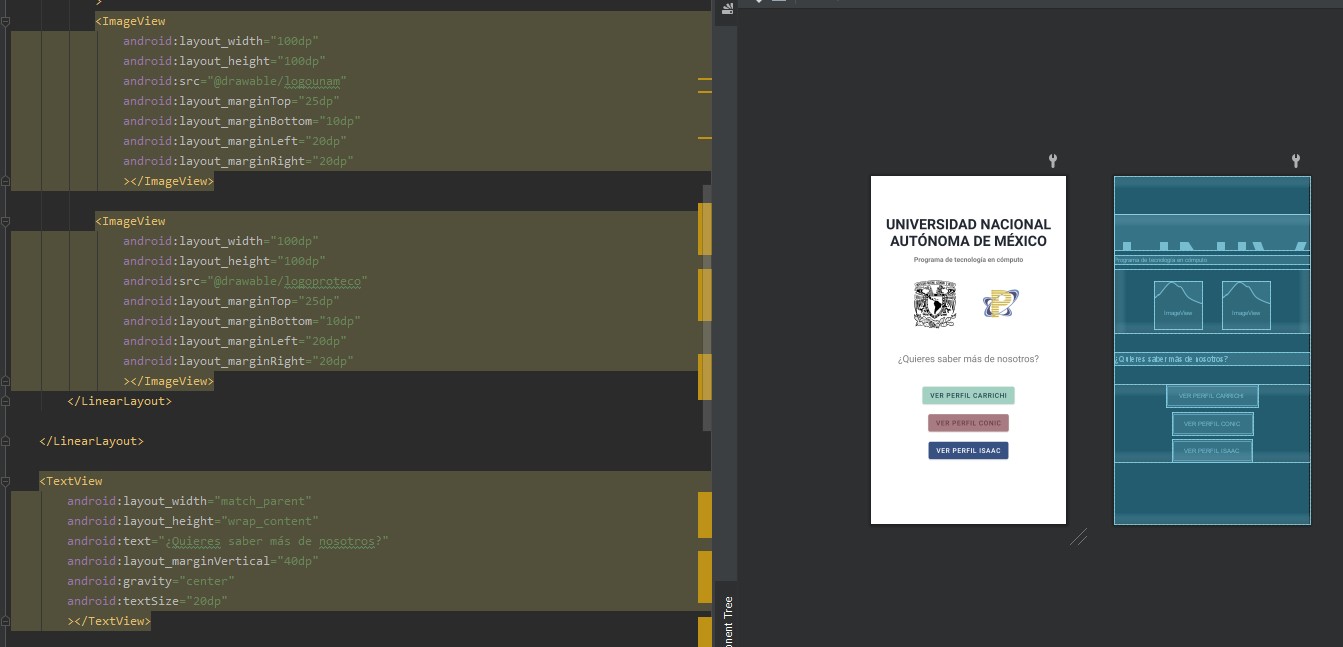 >
<ImageView
android:layout_width="100dp"
android:layout_height="100dp"
android:src="@drawable/logounam"
android:layout_marginTop="25dp"
android:layout_marginBottom="10dp"
android:layout_marginLeft="20dp"
android:layout_marginRight="20dp"
></ImageView>
<ImageView
android:layout_width="100dp"
android:layout_height="100dp"
android:src="@drawable/logoproteco"
android:layout_marginTop="25dp"
android:layout_marginBottom="10dp"
android:layout_marginLeft="20dp"
android:layout_marginRight="20dp"
></ImageView>
</LinearLayout>
</LinearLayout>
<TextView
android:layout_width="match_parent"
android:layout_height="wrap_content"
android:text="¿Quieres saber más de nosotros?"
android:layout_marginVertical="40dp"
android:gravity="center"
android:textSize="20dp"
></TextView>
nent Tree
UNIVERSIDAD NACIONAL
AUTÓNOMA DE MÉXICO
Programa de tecnología en cómputo
¿Quieres saber más de nosotros?
VER PERFIL CARRICHI
VER PERFIL CONIC
VER PERFIL ISAAC
Programa de tecnología en cómputo
ImageView
ImageView
¿Quieres saber más de nosotros?
VER PERFIL CARRICHI
VER PERFIL CONIC
VER PERFIL ISAAC